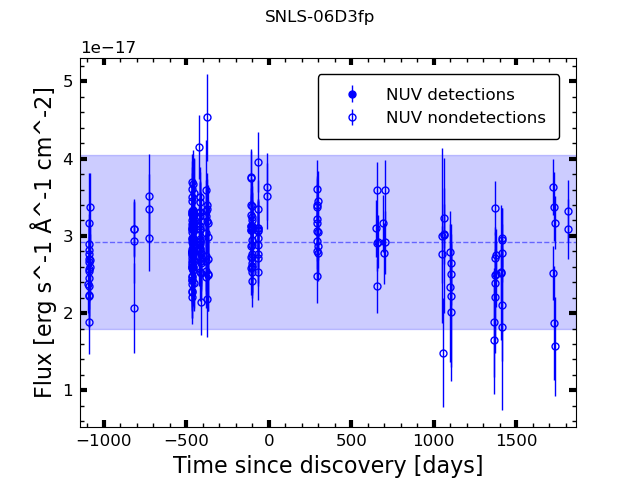 SNLS-06D3fp
1e−17
Flux [erg s^-1 Å^-1 cm^-2]
5
4
3
2
1
NUV detections
NUV nondetections
−1000
−500
0
500
1000
1500
Time since discovery [days]